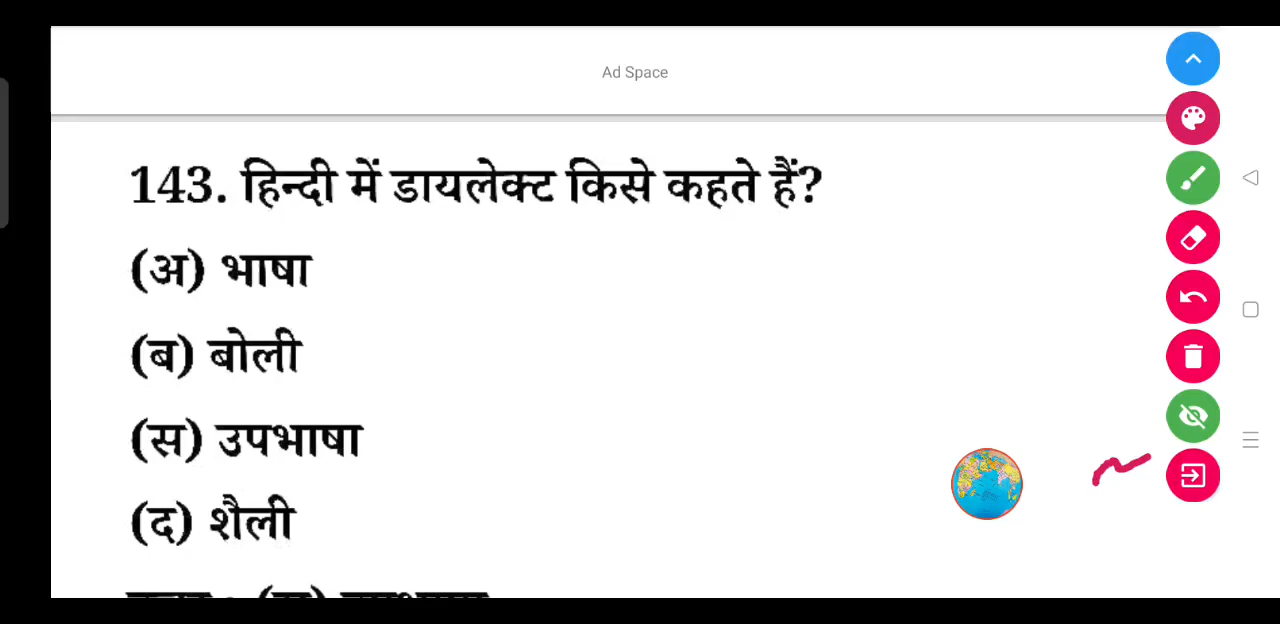 Ad Space
143. हिन्दी में डायलेक्ट किसे कहते हैं?
(अ) भाषा
(ब) बोली
(स) उपभाषा
(द) शैली